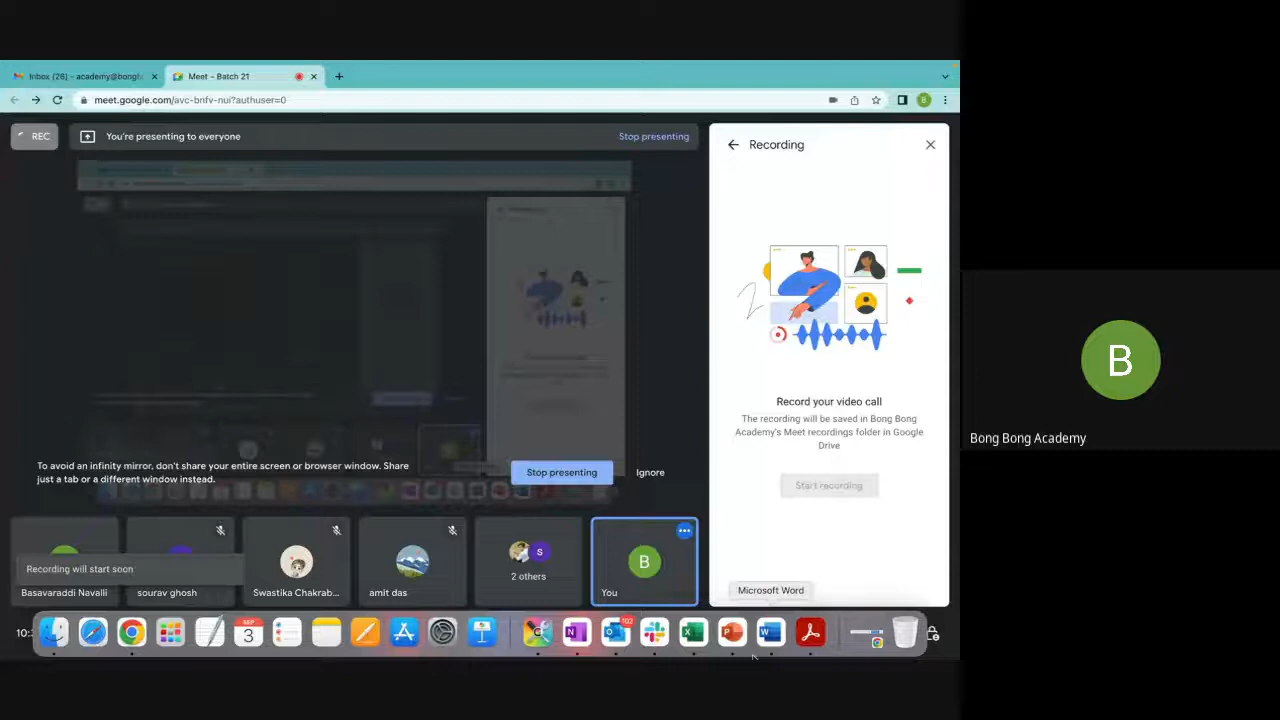 Inbox (26) – academy@bongb
Meet – Batch 21
meet.google.com/avc-bnfv-nui?authuser=0
B
REC
You're presenting to everyone
Stop presenting
Recording
Record your video call
The recording will be saved in Bong Bong
Academy's Meet recordings folder in Google
Drive
Start recording
To avoid an infinity mirror, don't share your entire screen or browser window. Share
just a tab or a different window instead.
Stop presenting
Ignore
Recording will start soon
Basavaraddi Navalli
sourav ghosh
Swastika Chakrab...
amit das
S
2 others
B
You
Microsoft Word
10:
SEP
3
102
B
Bong Bong Academy